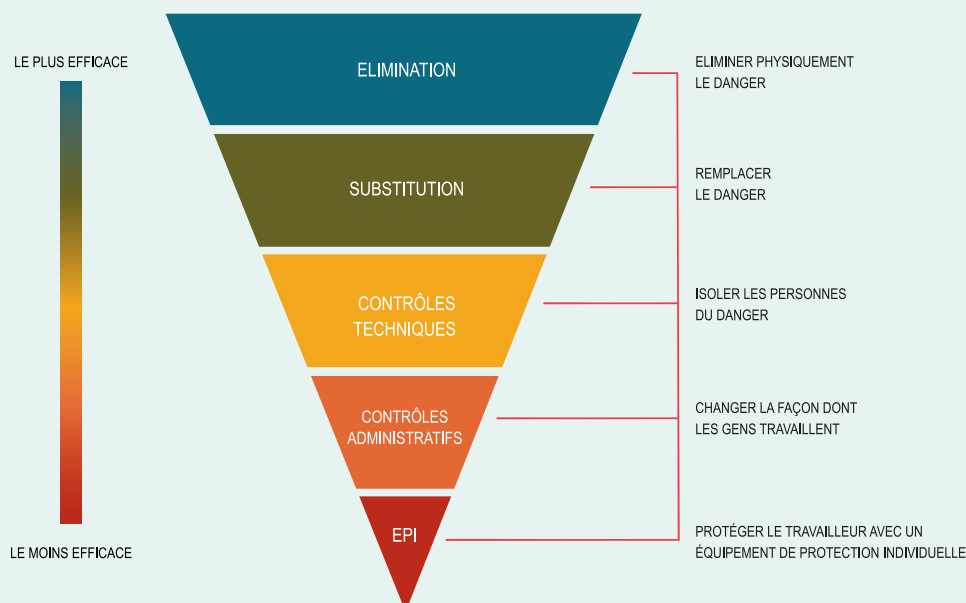 LE PLUS EFFICACE
ELIMINATION
ELIMINER PHYSIQUEMENT
LE DANGER
SUBSTITUTION
REMPLACER
LE DANGER
CONTRÔLES
TECHNIQUES
ISOLER LES PERSONNES
DU DANGER
CONTRÔLES
ADMINISTRATIFS
CHANGER LA FAÇON DONT
LES GENS TRAVAILLENT
EPI
PROTÉGER LE TRAVAILLEUR AVEC UN
ÉQUIPEMENT DE PROTECTION INDIVIDUELLE
LE MOINS EFFICACE